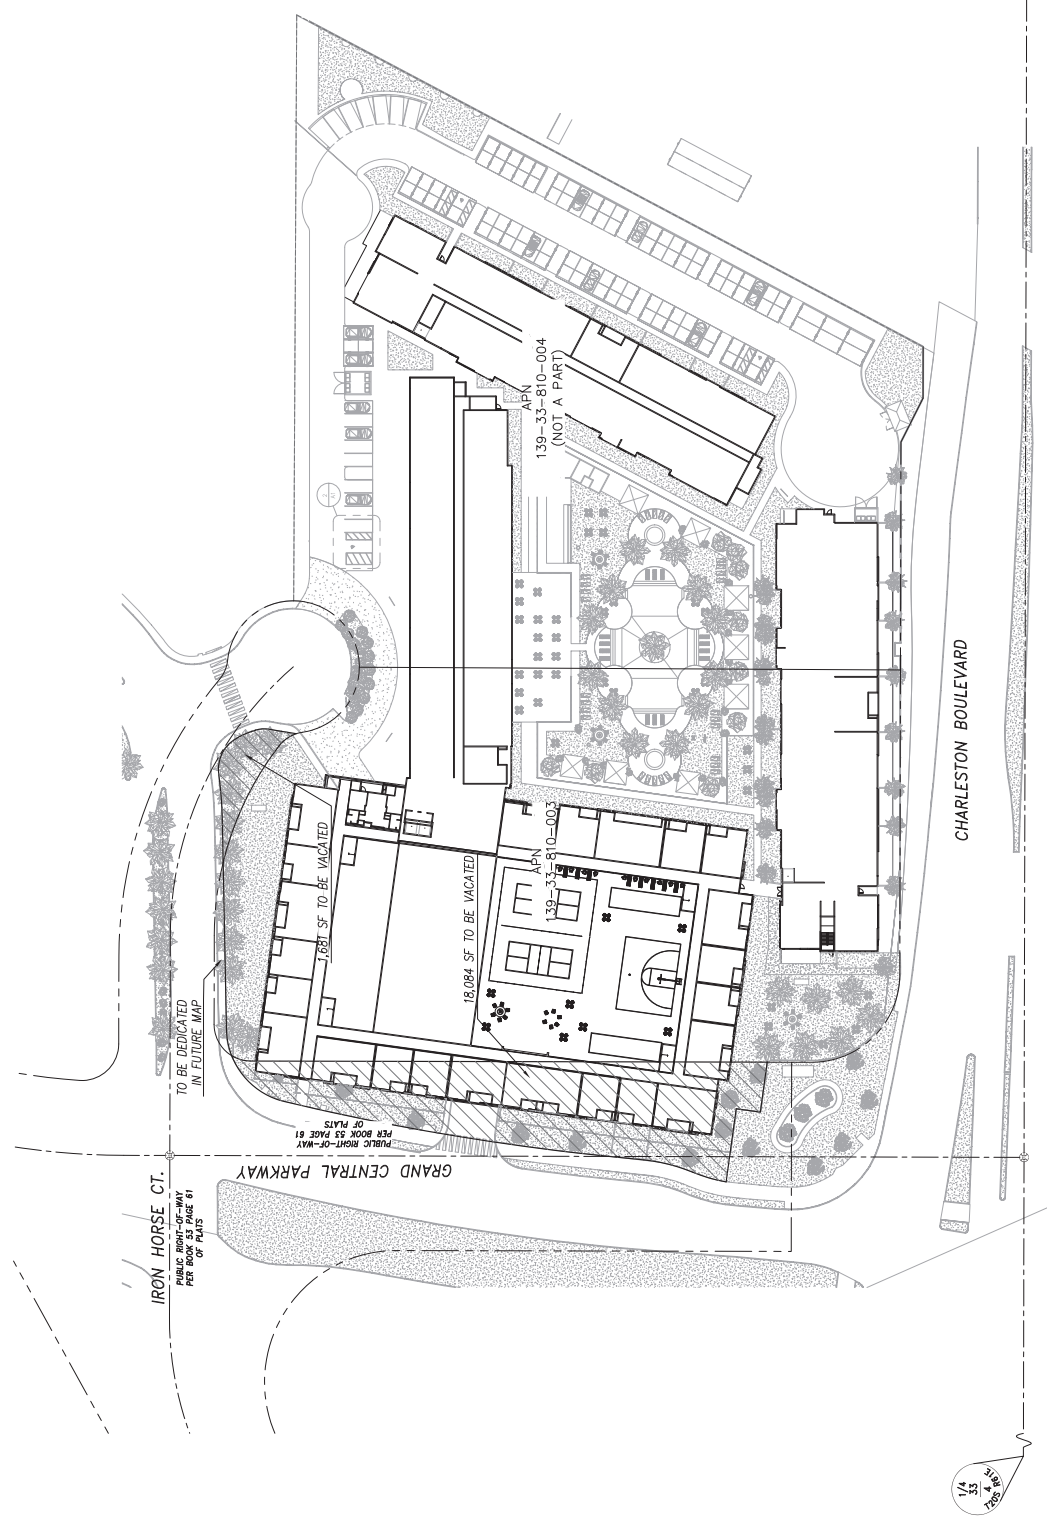 APN
139-33-810-004
(NOT A PART)
CHARLESTON BOULEVARD
APN
139-33-810-003
1,681 SF TO BE VACATED
18,084 SF TO BE VACATED
TO BE DEDICATED
IN FUTURE MAP
PUBLIC RIGHT-OF-WAY
PER BOOK 53 PAGE 61
OF PLATS
GRAND CENTRAL PARKWAY
IRON HORSE CT.
PUBLIC RIGHT-OF-WAY
PER BOOK 53 PAGE 61
OF PLATS
1/4
33
4
T20S R61E